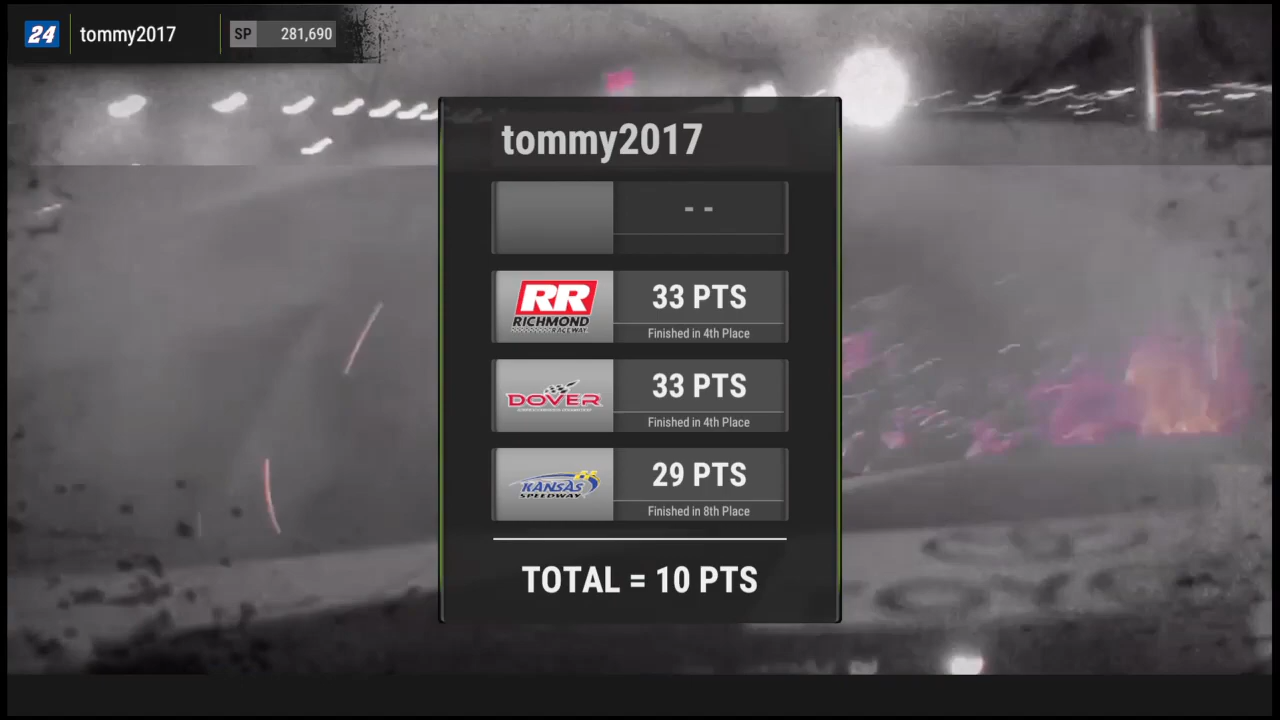 24 tommy2017 SP 281,690
tommy2017
- -
RR
RICHMOND
RACEWAY
33 PTS
Finished in 4th Place
DOVER
33 PTS
Finished in 4th Place
KANSAS
SPEEDWAY
29 PTS
Finished in 8th Place
TOTAL = 10 PTS